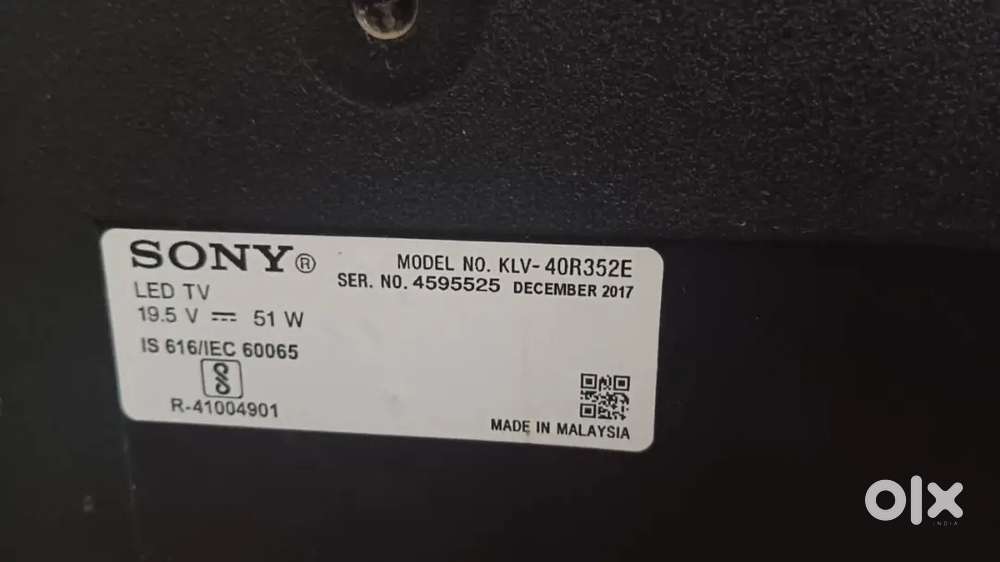 SONY®
MODEL NO. KLV-40R352E
SER. NO. 4595525 DECEMBER 2017
LED TV
19.5 V ⎓ 51 W
IS 616/IEC 60065
R-41004901
MADE IN MALAYSIA
olx
INDIA